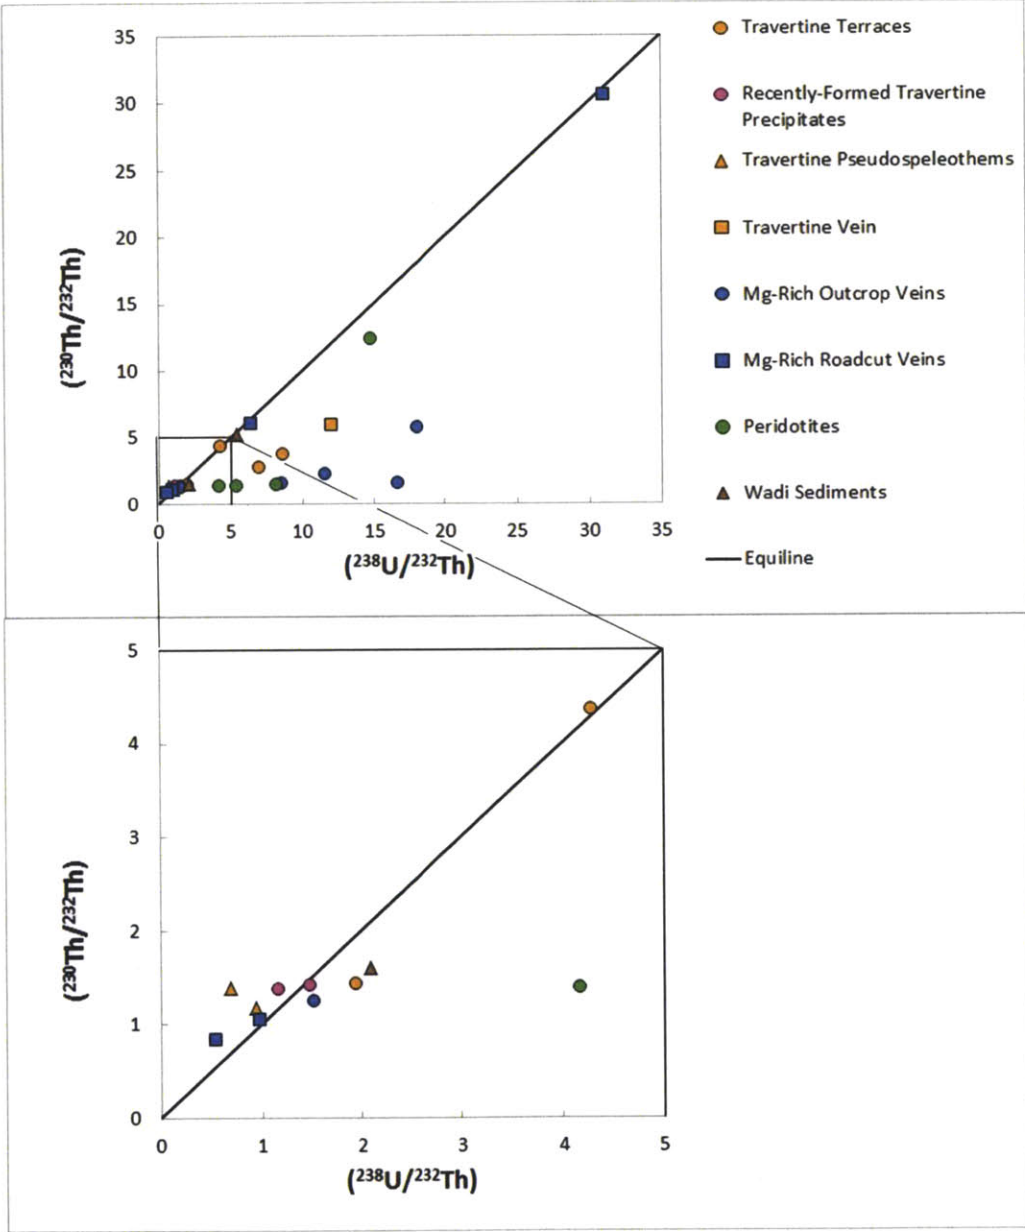 35
30
25
20
15
10
5
0
(²³⁰Th/²³²Th)
0 5 10 15 20 25 30 35
(²³⁸U/²³²Th)
Travertine Terraces
Recently-Formed Travertine
Precipitates
Travertine Pseudospeleothems
Travertine Vein
Mg-Rich Outcrop Veins
Mg-Rich Roadcut Veins
Peridotites
Wadi Sediments
Equiline
5
4
3
2
1
0
(²³⁰Th/²³²Th)
0 1 2 3 4 5
(²³⁸U/²³²Th)